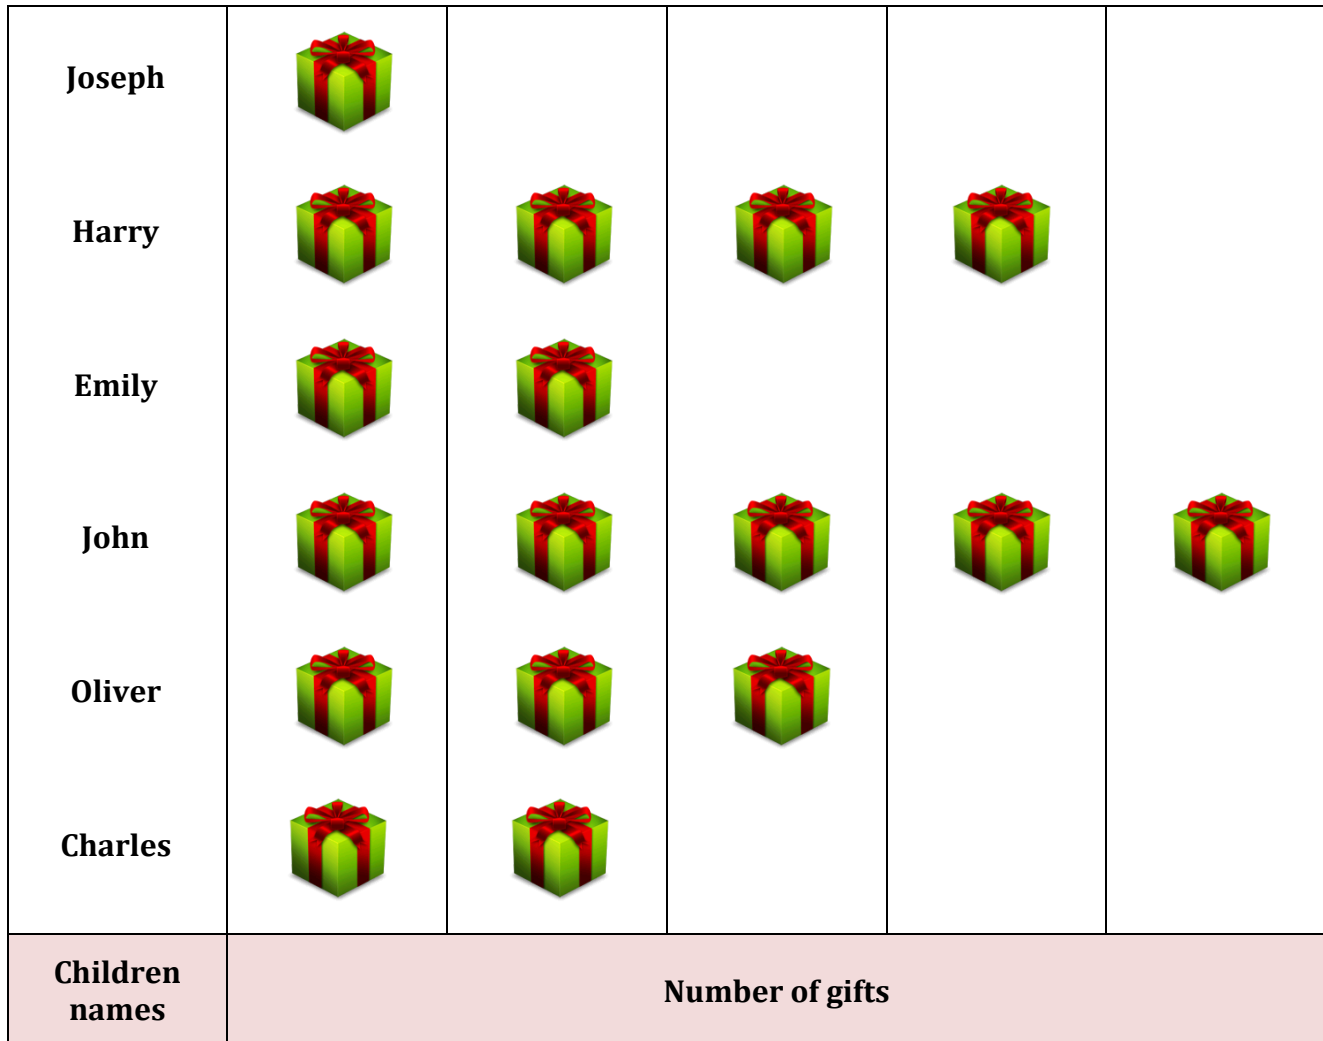 Joseph
Harry
Emily
John
Oliver
Charles
Children
names
Number of gifts